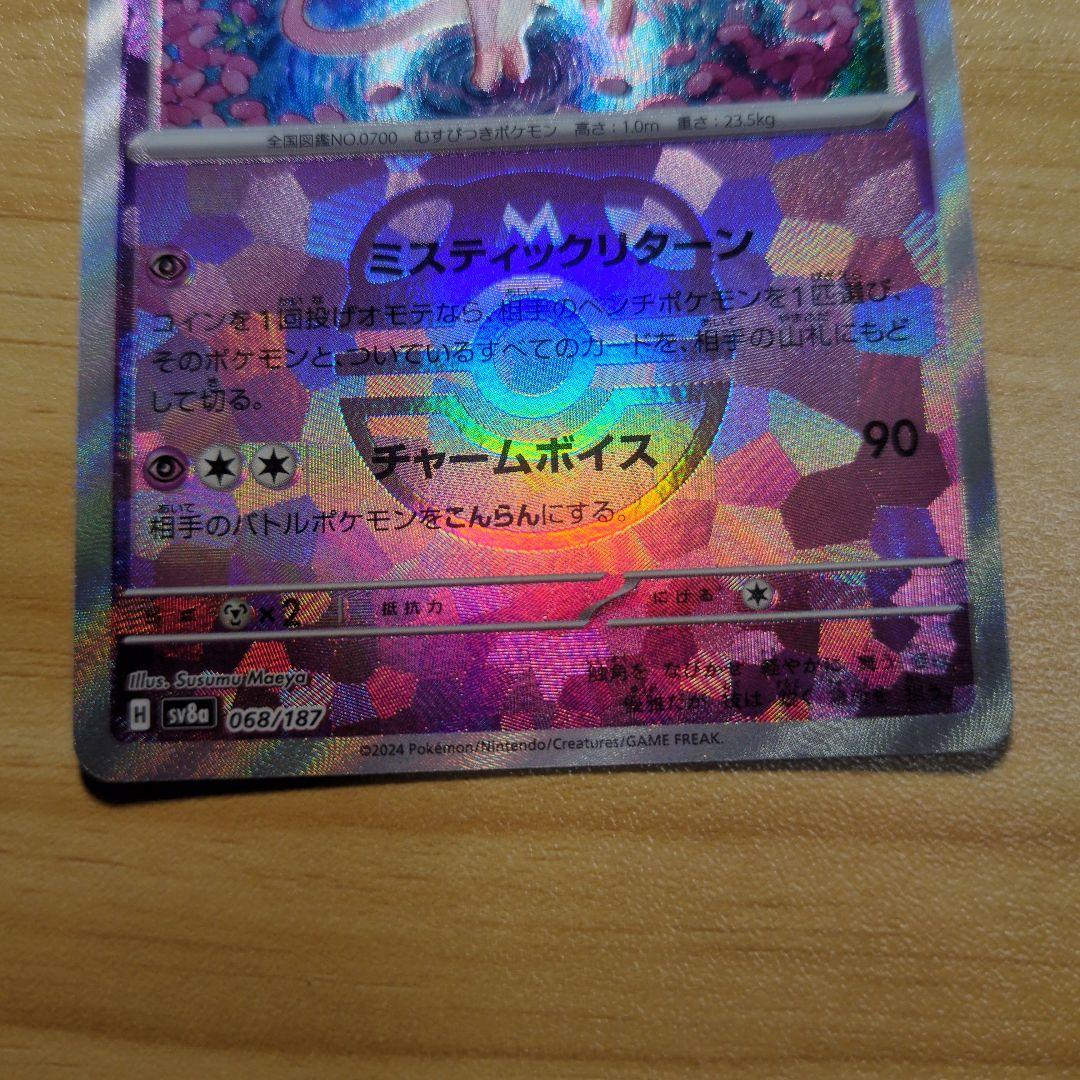 全国図鑑NO.0700 むすびつきポケモン 高さ:1.0m 重さ:23.5kg
M
ミスティックリターン
コインを1回投げオモテなら、相手のベンチポケモンを1匹選び、
そのポケモンと、ついているすべてのカードを、相手の山札にもど
して切る。
チャームボイス 90
相手のバトルポケモンをこんらんにする。
×2 抵抗力 にげる
Illus. Susumu Maeya
H sv8a 068/187
©2024 Pokémon/Nintendo/Creatures/GAME FREAK.